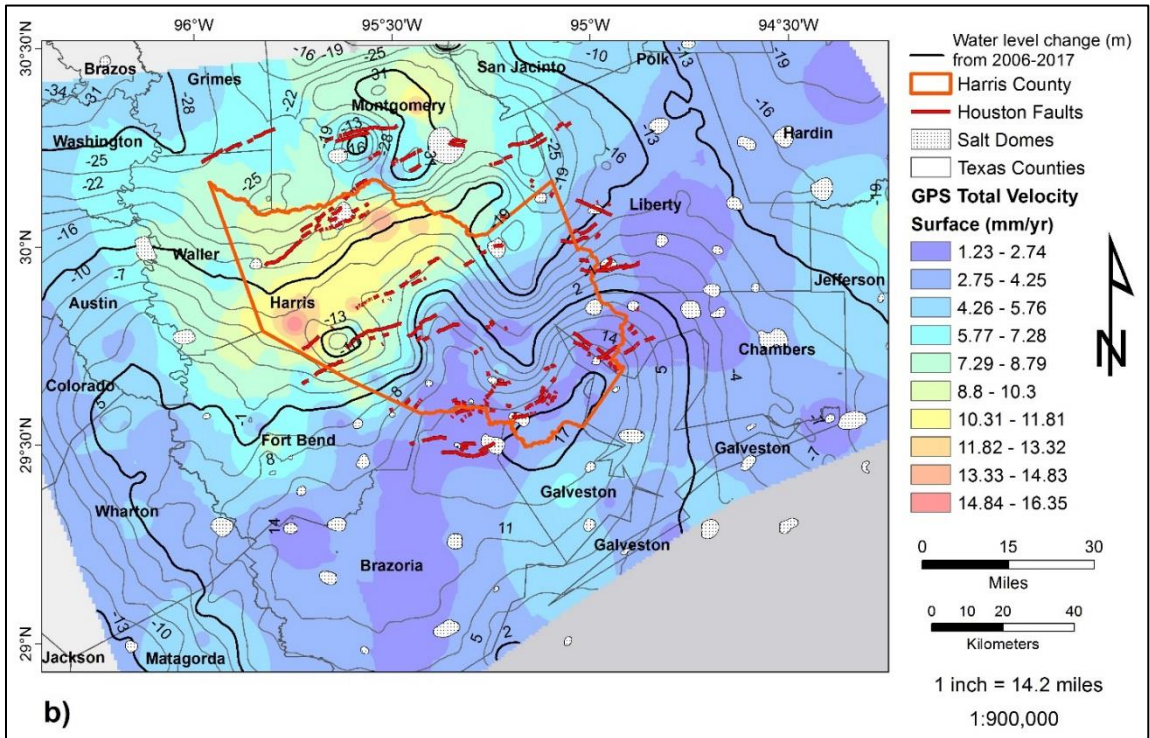 96°W 95°30'W 95°W 94°30'W
30°30'N
30°N
29°30'N
29°N
-16 -19 -25 -10 -13 -19
Brazos Grimes San Jacinto Polk
-34 -31 -28 -22 -31
Montgomery
-16
Washington -19 -13 16 -28 Hardin
-25 -25 -16 -13
-22 -25 -19 -19
-19 Liberty
-16
Waller Jefferson
-10 -7
Austin Harris 2
-13
14 Chambers
Colorado 8 5 -4
5 -1
Fort Bend 17
8 Galveston -7
Wharton Galveston
14 11
Galveston
Brazoria
-13
-10 5 2
Jackson Matagorda
b)
Water level change (m)
from 2006-2017
Harris County
Houston Faults
Salt Domes
Texas Counties
GPS Total Velocity
Surface (mm/yr)
1.23 - 2.74
2.75 - 4.25
4.26 - 5.76
5.77 - 7.28
7.29 - 8.79
8.8 - 10.3
10.31 - 11.81
11.82 - 13.32
13.33 - 14.83
14.84 - 16.35
N
0 15 30
Miles
0 10 20 40
Kilometers
1 inch = 14.2 miles
1:900,000